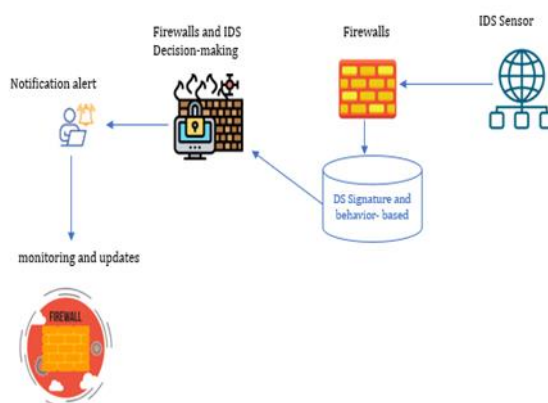 IDS Sensor
Firewalls
Firewalls and IDS
Decision-making
Notification alert
DS Signature and
behavior- based
monitoring and updates
FIREWALL